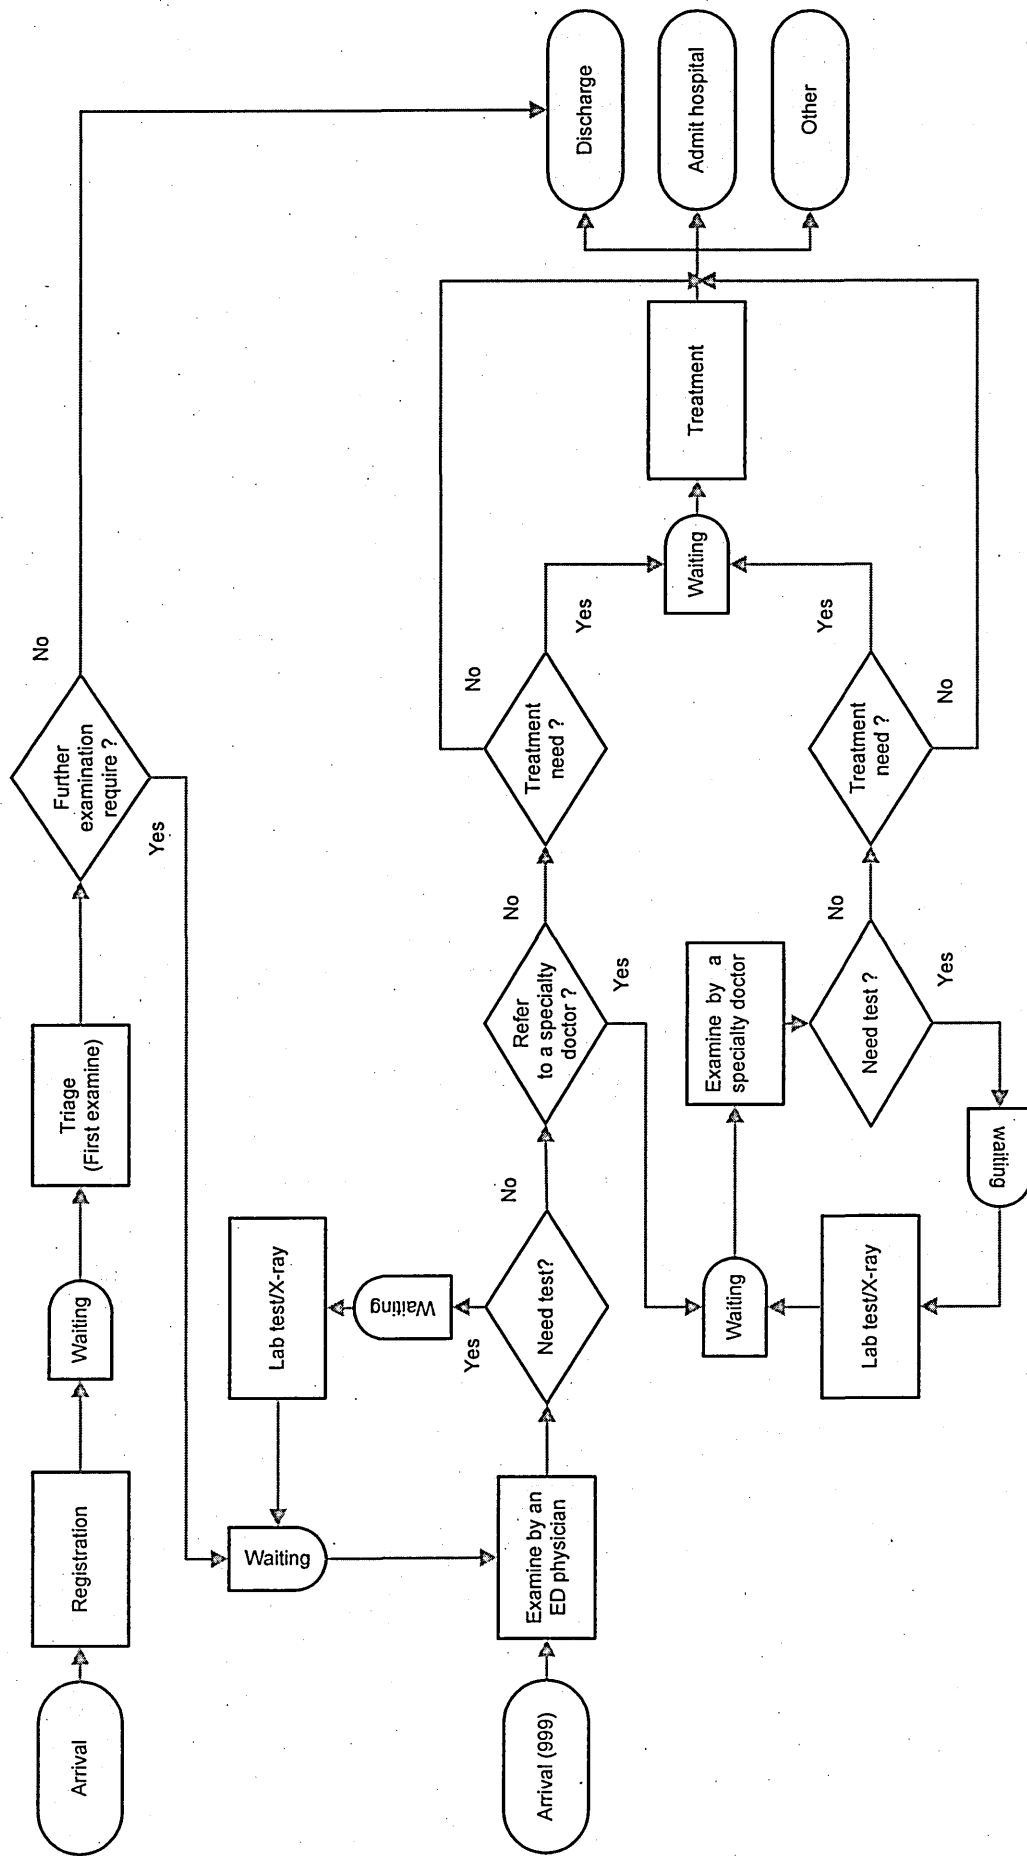 Arrival
Registration
Waiting
Triage
(First examine)
Further
examination
require ?
No
Yes
Waiting
Lab test/X-ray
Waiting
Yes
Arrival (999)
Examine by an
ED physician
Need test?
No
Refer
to a specialty
doctor ?
No
Yes
Treatment
need ?
No
Yes
Waiting
Treatment
Discharge
Admit hospital
Other
Waiting
Examine by a
specialty doctor
Lab test/X-ray
waiting
Need test ?
No
Yes
Treatment
need ?
Yes
No